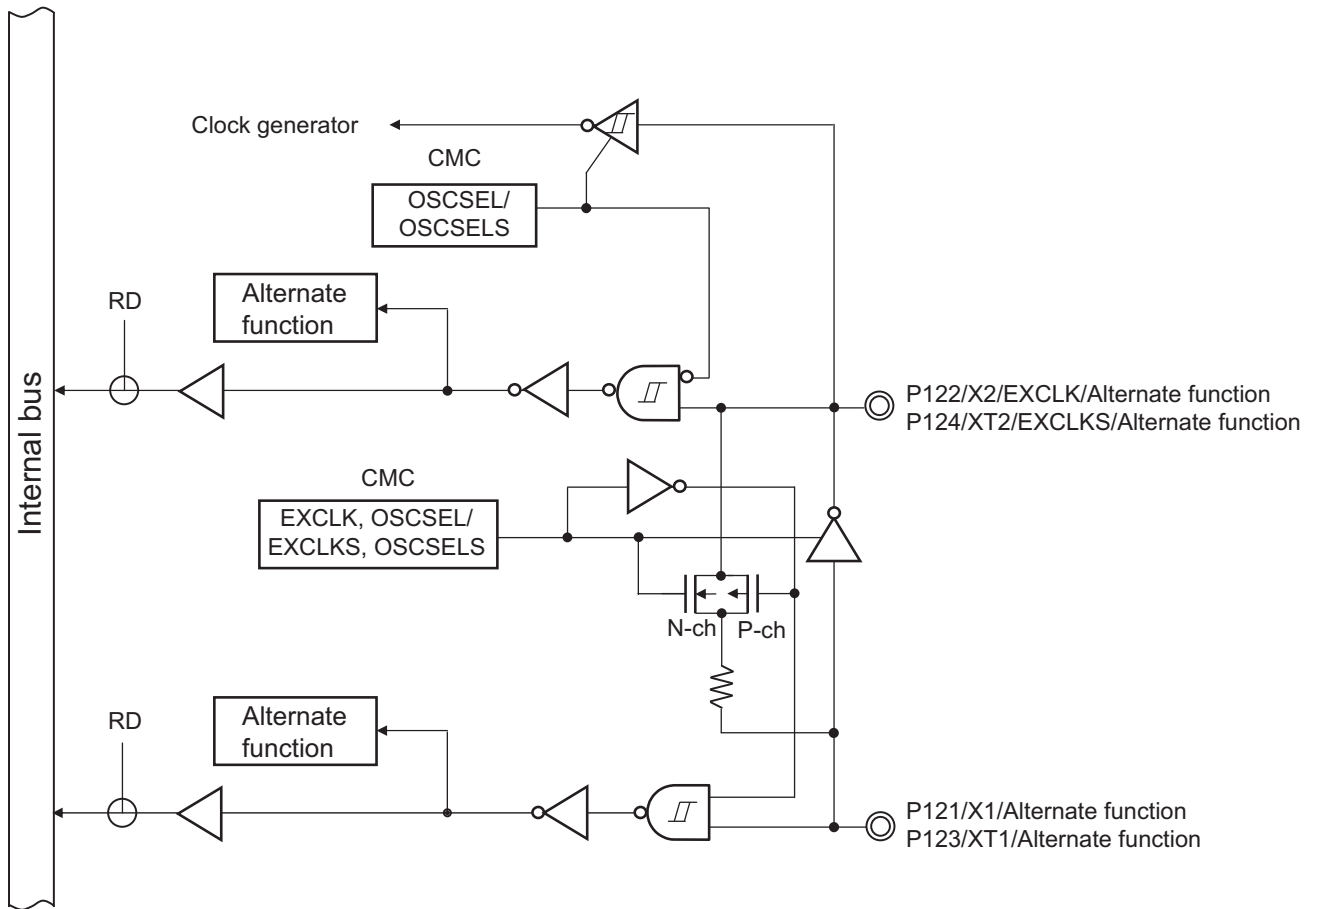 Clock generator
CMC
OSCSEL/
OSCSELS
RD
Alternate
function
Internal bus
P122/X2/EXCLK/Alternate function
P124/XT2/EXCLKS/Alternate function
CMC
EXCLK, OSCSEL/
EXCLKS, OSCSELS
N-ch
P-ch
RD
Alternate
function
P121/X1/Alternate function
P123/XT1/Alternate function